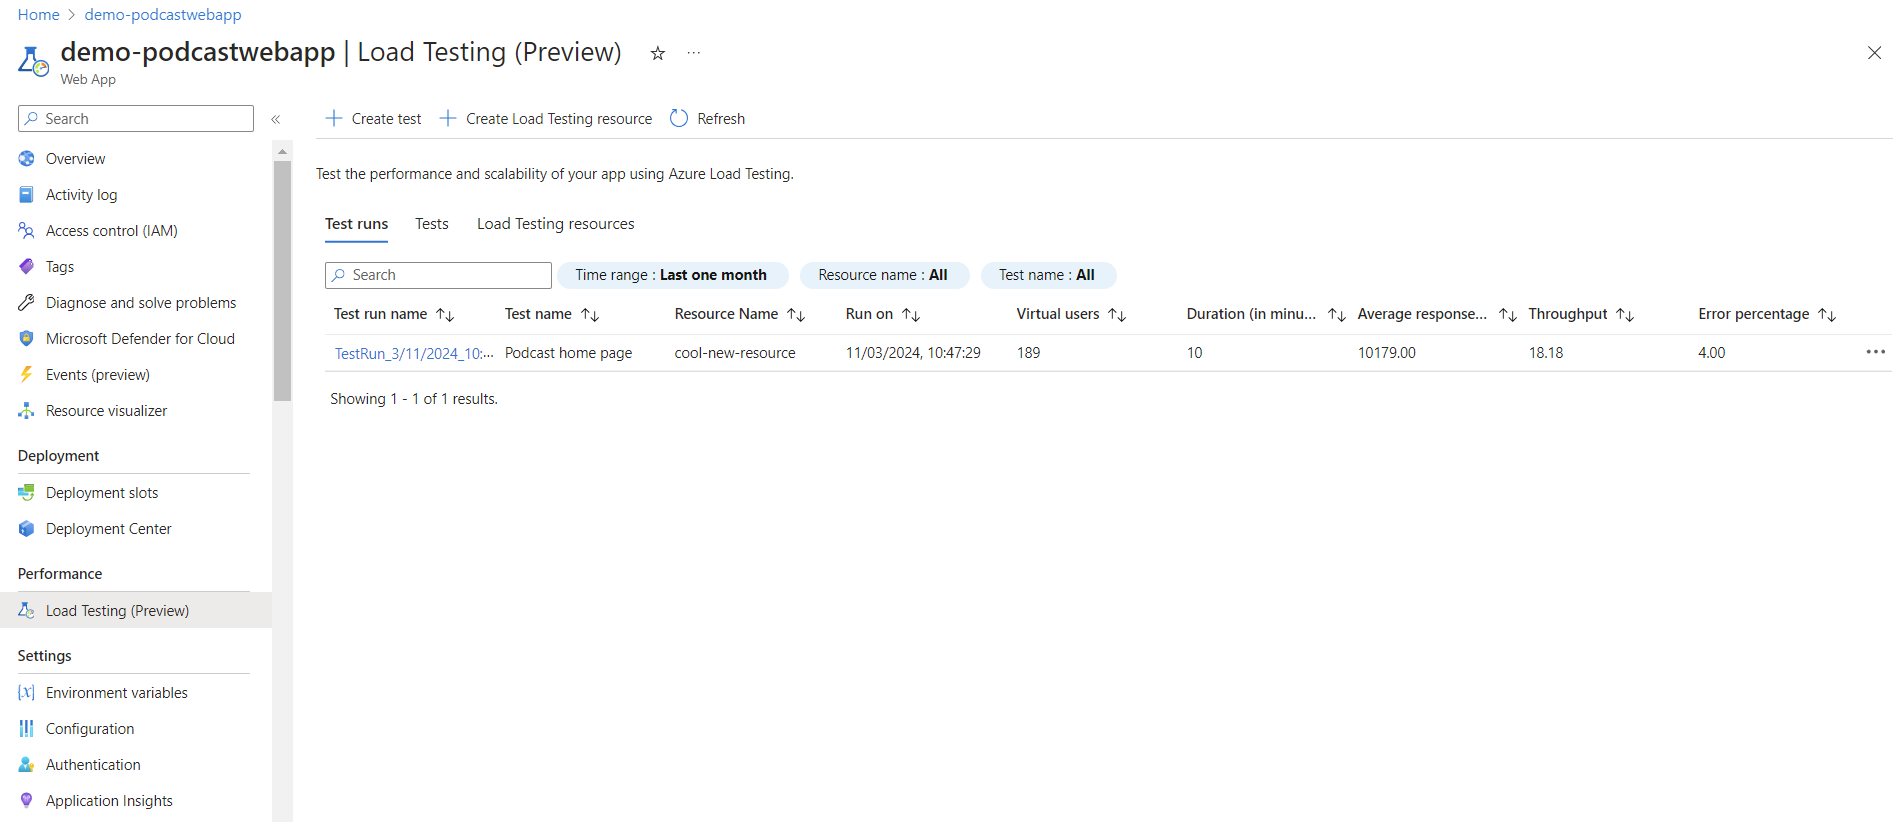 Home > demo-podcastwebapp
demo-podcastwebapp | Load Testing (Preview)
Web App
Search
Overview
Activity log
Access control (IAM)
Tags
Diagnose and solve problems
Microsoft Defender for Cloud
Events (preview)
Resource visualizer
Deployment
Deployment slots
Deployment Center
Performance
Load Testing (Preview)
Settings
Environment variables
Configuration
Authentication
Application Insights
Create test Create Load Testing resource Refresh
Test the performance and scalability of your app using Azure Load Testing.
Test runs Tests Load Testing resources
Search Time range : Last one month Resource name : All Test name : All
Test run name Test name Resource Name Run on Virtual users Duration (in minu... Average response... Throughput Error percentage
TestRun_3/11/2024_10:... Podcast home page cool-new-resource 11/03/2024, 10:47:29 189 10 10179.00 18.18 4.00
Showing 1 - 1 of 1 results.